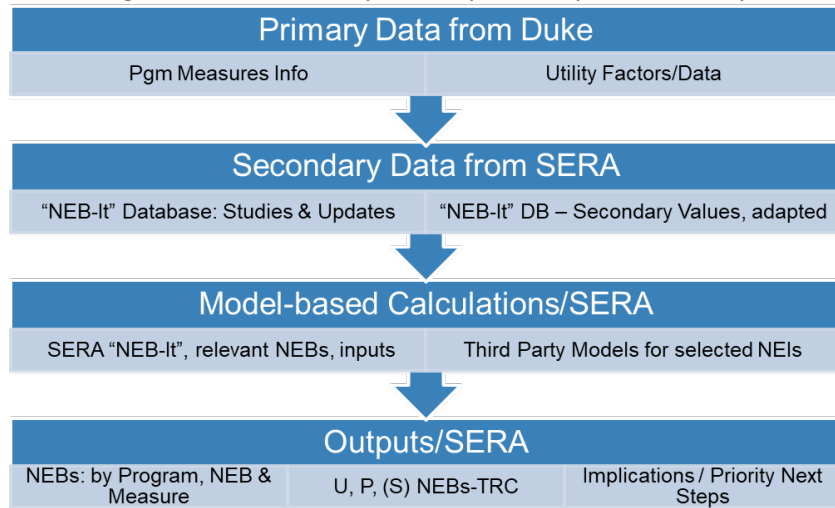 Primary Data from Duke
Pgm Measures Info
Utility Factors/Data
Secondary Data from SERA
“NEB-It” Database: Studies & Updates
“NEB-It” DB – Secondary Values, adapted
Model-based Calculations/SERA
SERA “NEB-It”, relevant NEBs, inputs
Third Party Models for selected NEIs
Outputs/SERA
NEBs: by Program, NEB &
Measure
U, P, (S) NEBs-TRC
Implications / Priority Next
Steps